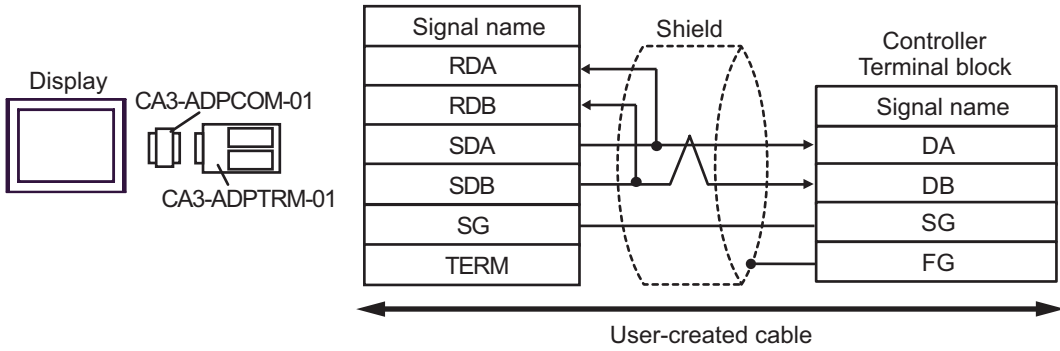 Display
CA3-ADPCOM-01
CA3-ADPTRM-01
Signal name
RDA
RDB
SDA
SDB
SG
TERM
Shield
Controller
Terminal block
Signal name
DA
DB
SG
FG
User-created cable